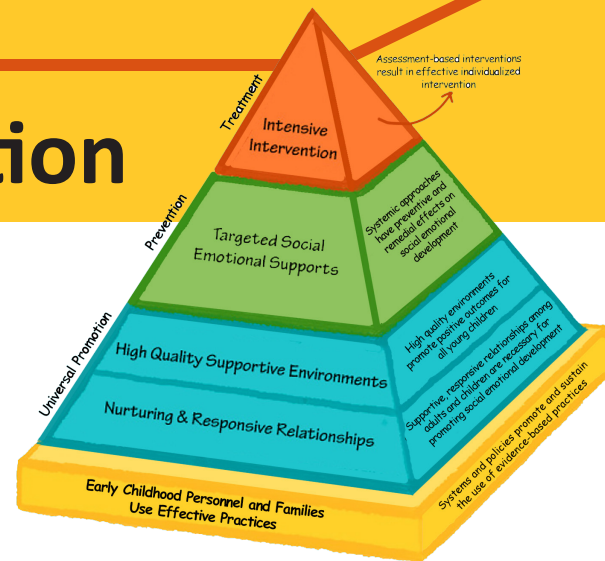 tion
Treatment
Intensive
Intervention
Assessment-based interventions
result in effective individualized
intervention
Prevention
Targeted Social
Emotional Supports
Systemic approaches
have preventive and
remedial effects on
social emotional
development
Universal Promotion
High Quality Supportive Environments
High quality environments
promote positive outcomes for
all young children
Nurturing & Responsive Relationships
Supportive, responsive relationships among
adults and children are necessary for
promoting social emotional development
Early Childhood Personnel and Families
Use Effective Practices
Systems and policies promote and sustain
the use of evidence-based practices